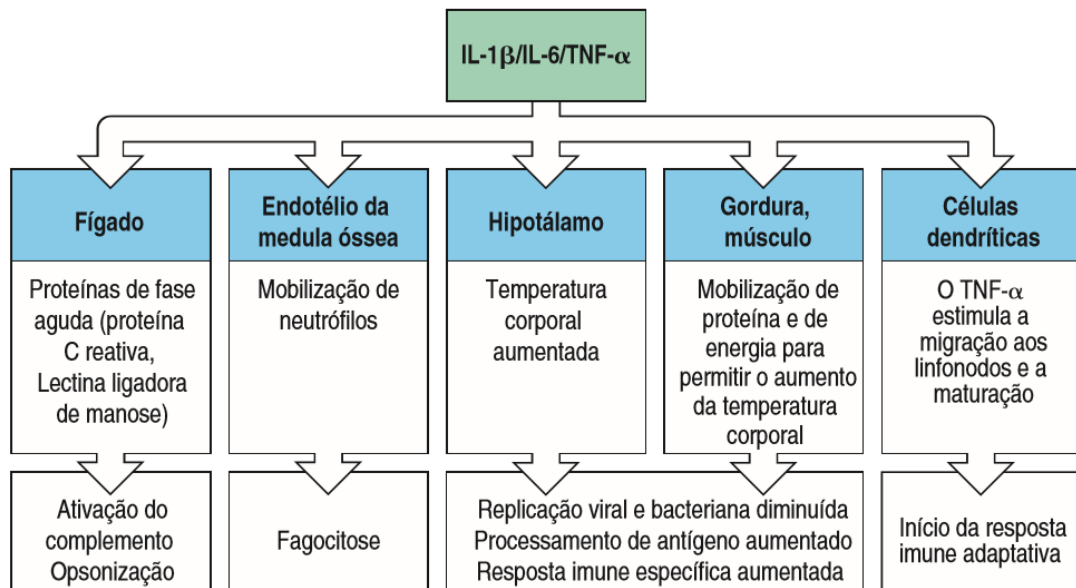 IL-1β/IL-6/TNF-α
Fígado
Proteínas de fase
aguda (proteína
C reativa,
Lectina ligadora
de manose)
Ativação do
complemento
Opsonização
Endotélio da
medula óssea
Mobilização de
neutrófilos
Fagocitose
Hipotálamo
Temperatura
corporal
aumentada
Gordura,
músculo
Mobilização de
proteína e de
energia para
permitir o aumento
da temperatura
corporal
Replicação viral e bacteriana diminuída
Processamento de antígeno aumentado
Resposta imune específica aumentada
Células
dendríticas
O TNF-α
estimula a
migração aos
linfonodos e a
maturação
Início da resposta
imune adaptativa